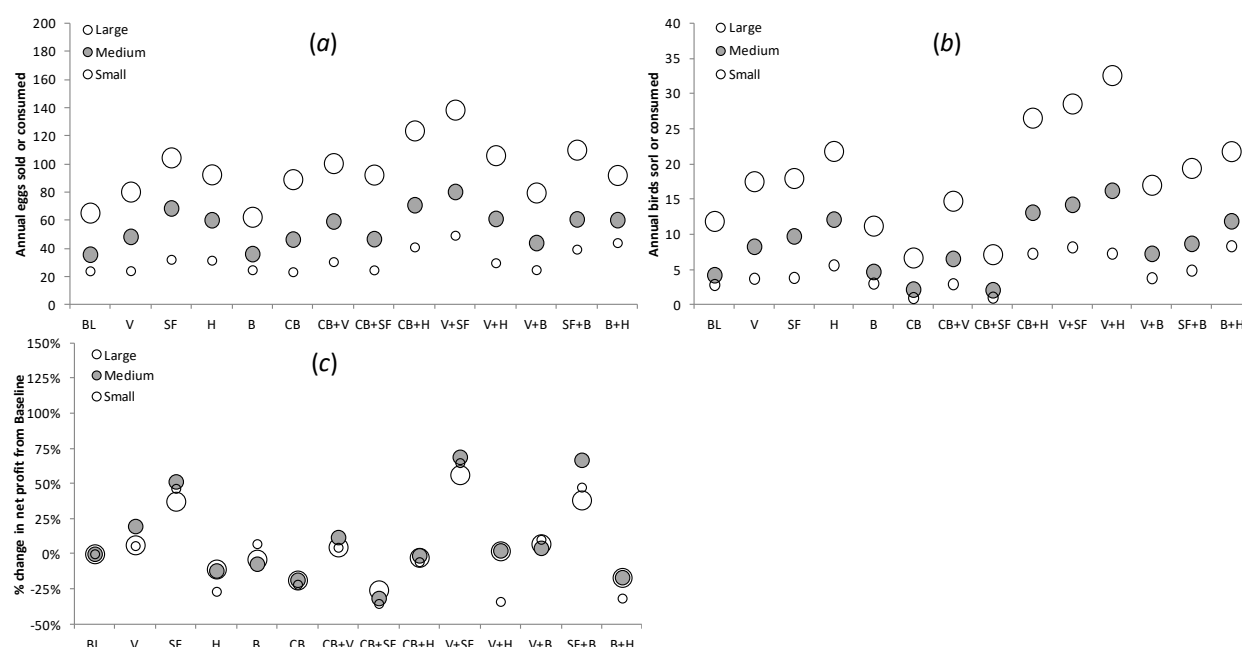 200
180
160
140
120
100
80
60
40
20
0
Annual eggs sold or consumed
Large
Medium
Small
(a)
BL V SF H B CB CB+V CB+SF CB+H V+SF V+H V+B SF+B B+H
40
35
30
25
20
15
10
5
0
Annual birds sorl or consumed
Large
Medium
Small
(b)
BL V SF H B CB CB+V CB+SF CB+H V+SF V+H V+B SF+B B+H
150%
125%
100%
75%
50%
25%
0%
-25%
-50%
% change in net profit from Baseline
Large
Medium
Small
(c)
BL V SF H B CB CB+V CB+SF CB+H V+SF V+H V+B SF+B B+H